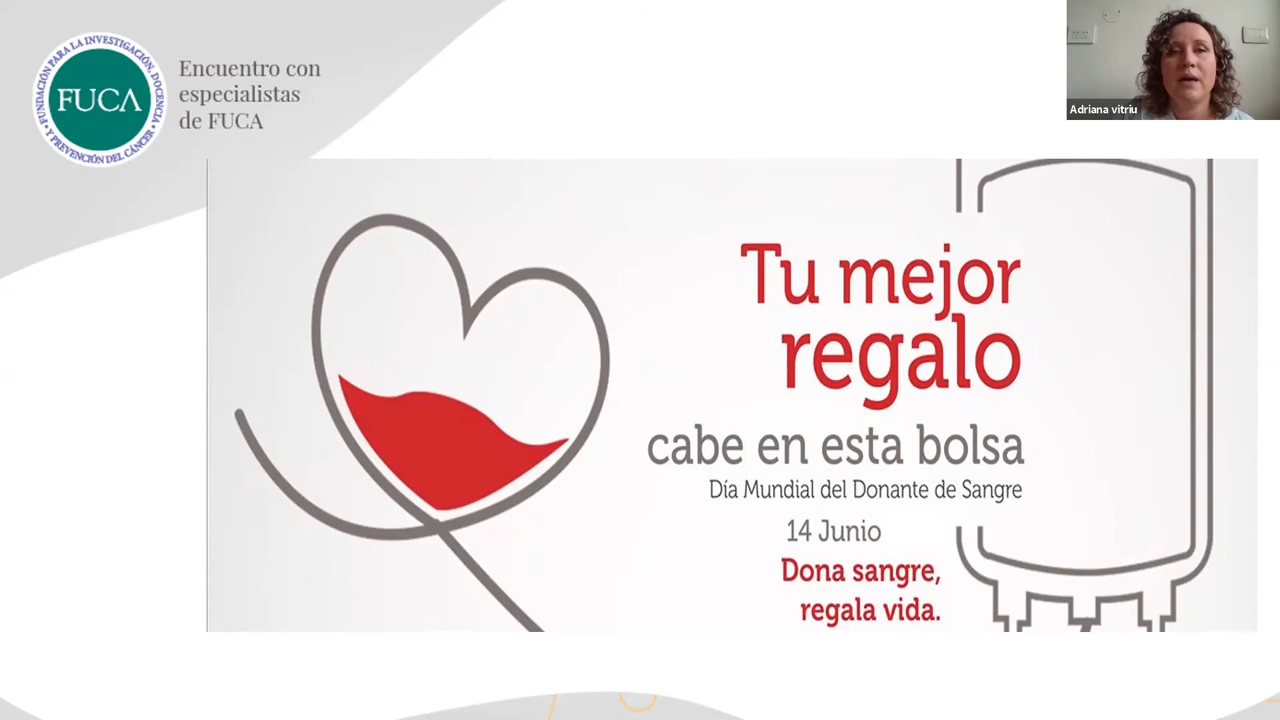 FUNDACIÓN PARA LA INVESTIGACIÓN, DOCENCIA
• Y PREVENCIÓN DEL CÁNCER •
FUCA
Encuentro con
especialistas
de FUCA
Adriana vitriu
Tu mejor
regalo
cabe en esta bolsa
Día Mundial del Donante de Sangre
14 Junio
Dona sangre,
regala vida.